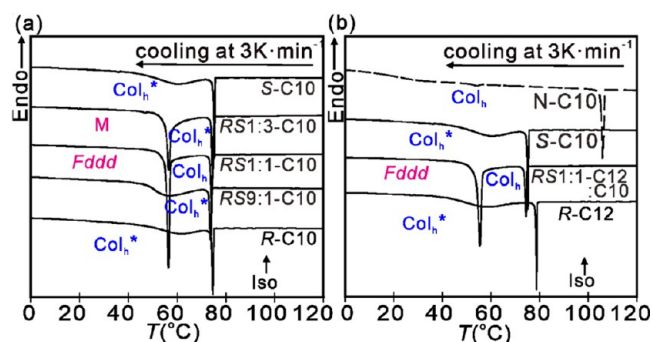 (a)
cooling at 3K·min⁻¹
Endo
Colₕ*
S-C10
M
Colₕ*
RS1:3-C10
Fddd
Colₕ
RS1:1-C10
Colₕ*
RS9:1-C10
Colₕ*
R-C10
Iso
0 20 40 60 80 100 120
T(°C)
(b)
cooling at 3K·min⁻¹
Endo
Colₕ
N-C10
Colₕ*
S-C10
Fddd
Colₕ
RS1:1-C12
:C10
Colₕ*
R-C12
Iso
0 20 40 60 80 100 120
T(°C)